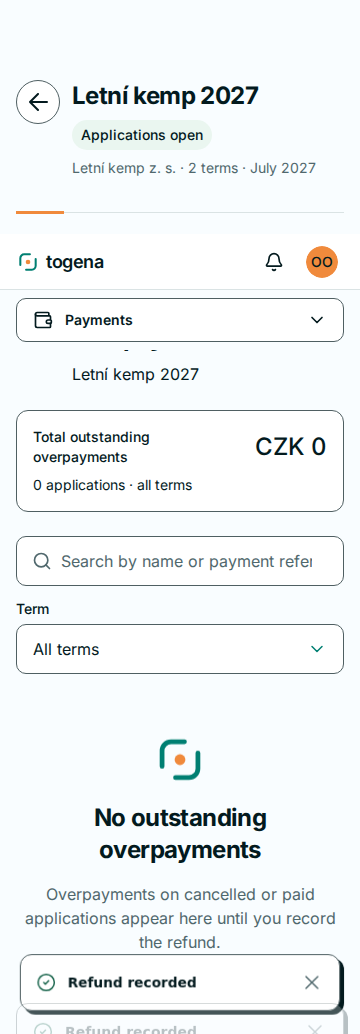 Letní kemp 2027
Applications open
Letní kemp z. s. · 2 terms · July 2027
togena
OO
Payments
Letní kemp 2027
Total outstanding
overpayments
CZK 0
0 applications · all terms
Search by name or payment refer
Term
All terms
No outstanding
overpayments
Overpayments on cancelled or paid
applications appear here until you record
the refund.
Refund recorded
Refund recorded